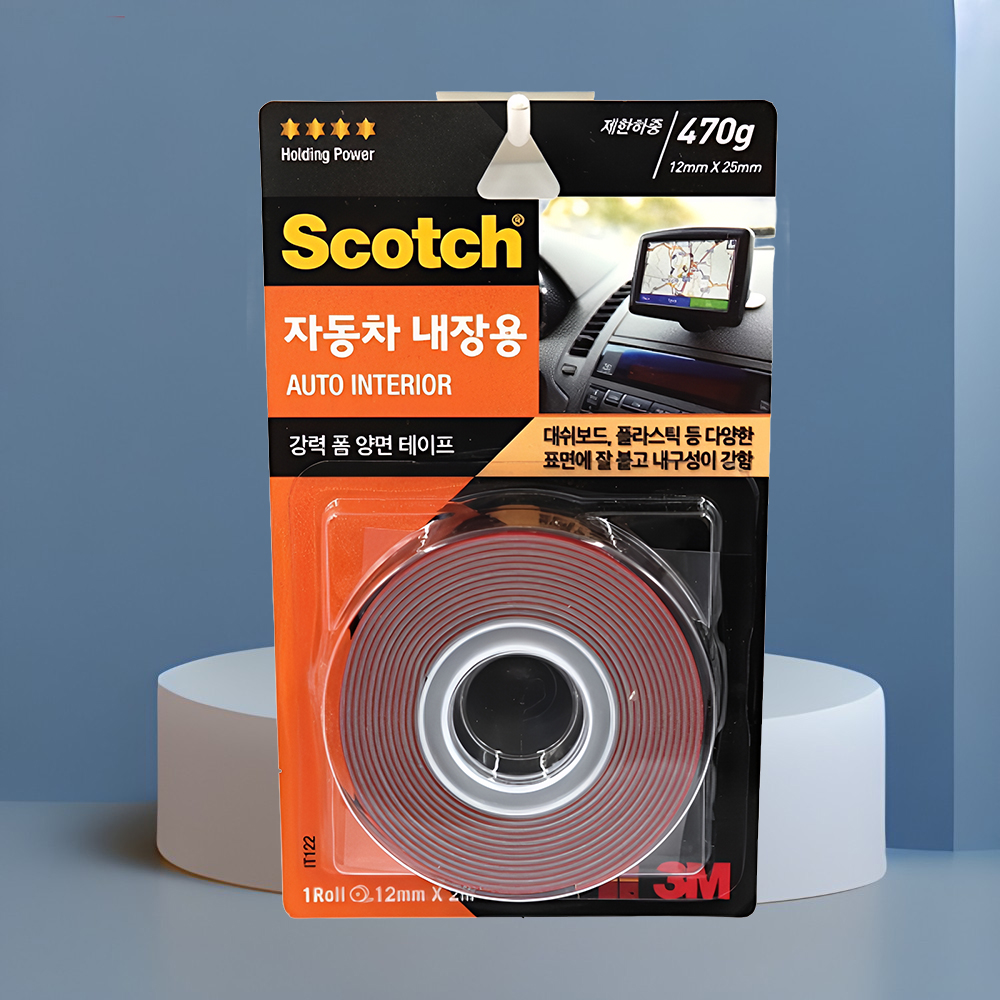 Holding Power
제한하중
470g
12mm X 25mm
Scotch®
자동차 내장용
AUTO INTERIOR
강력 폼 양면 테이프
대쉬보드, 플라스틱 등 다양한
표면에 잘 붙고 내구성이 강함
IT122
1Roll 12mm X 2m
3M